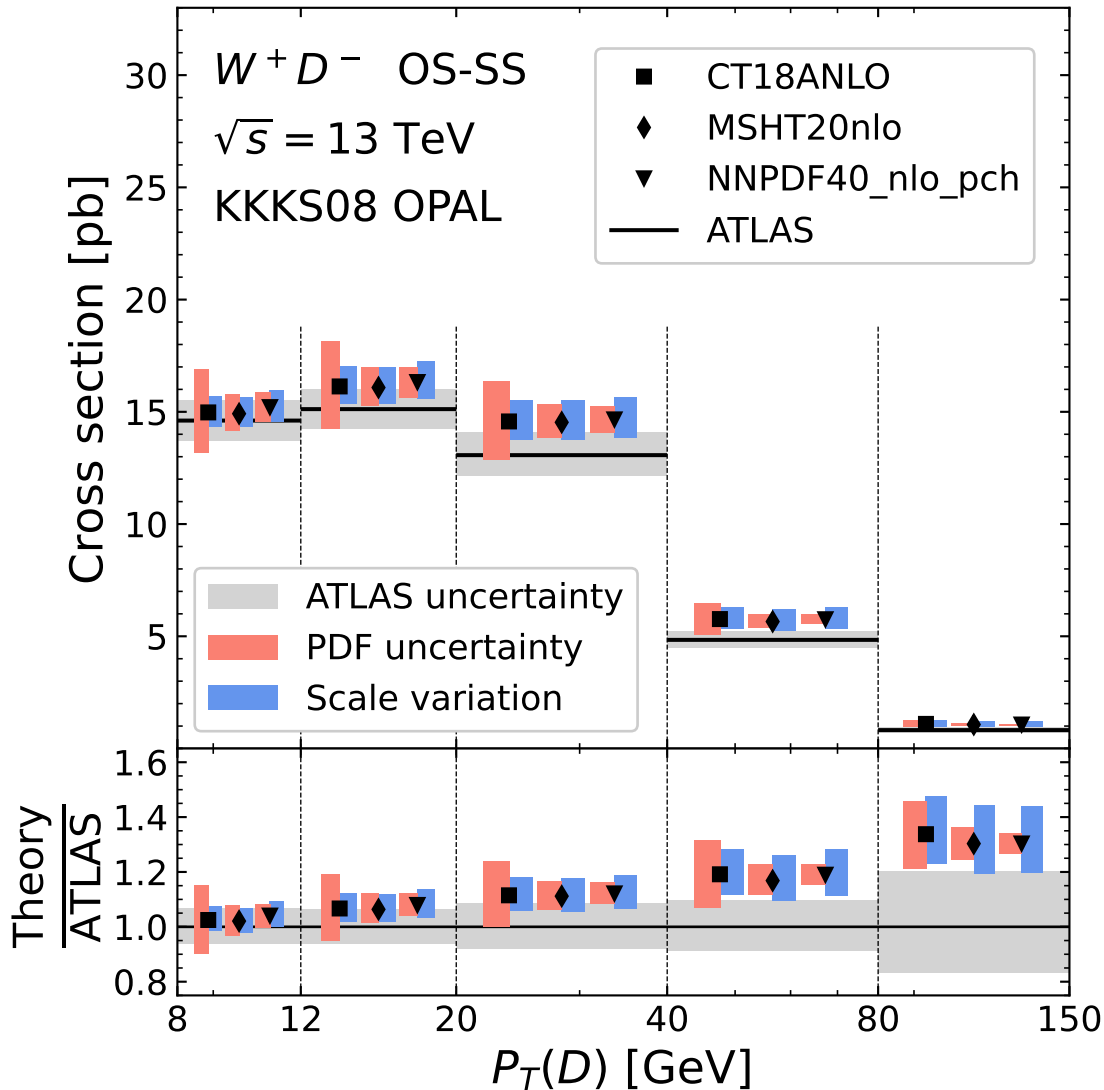 W⁺D⁻ OS-SS
√s = 13 TeV
KKKS08 OPAL
CT18ANLO
MSHT20nlo
NNPDF40_nlo_pch
ATLAS
Cross section [pb]
30
25
20
15
10
5
ATLAS uncertainty
PDF uncertainty
Scale variation
Theory
ATLAS
1.6
1.4
1.2
1.0
0.8
8 12 20 40 80 150
P_T(D) [GeV]